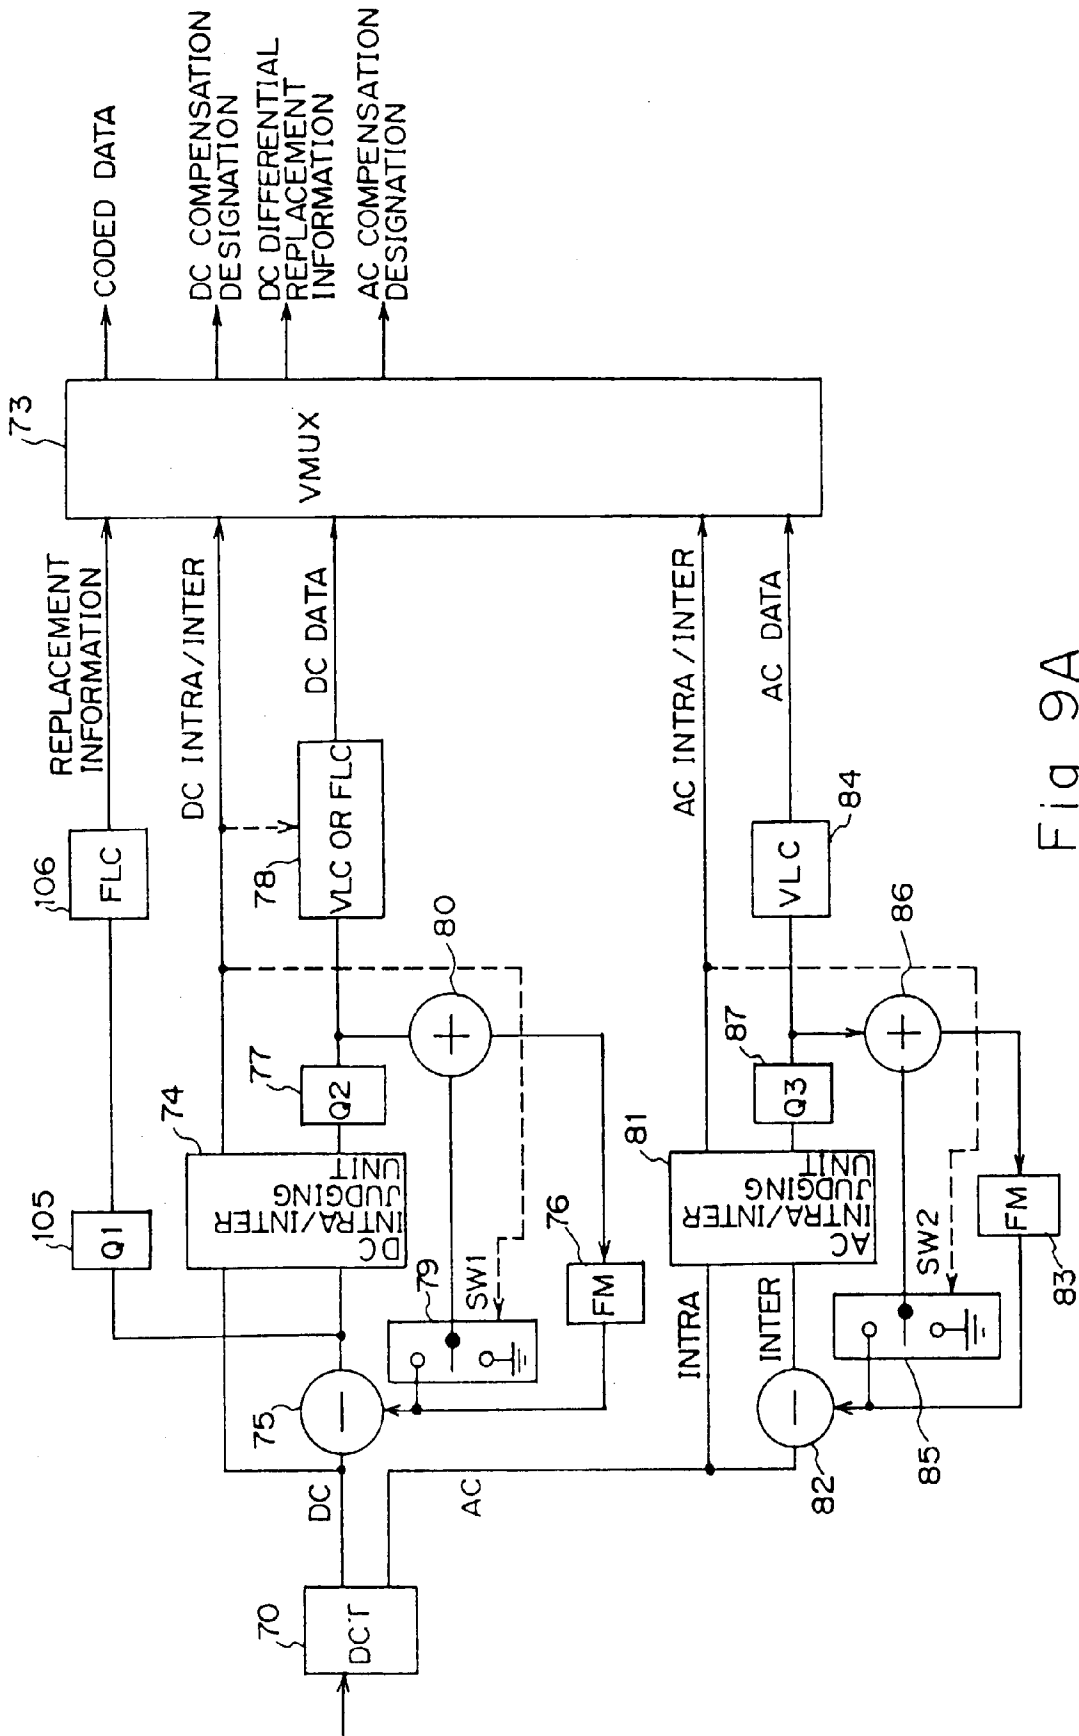 CODED DATA
DC COMPENSATION
DESIGNATION
DC DIFFERENTIAL
REPLACEMENT
INFORMATION
AC COMPENSATION
DESIGNATION
73
VMUX
REPLACEMENT
INFORMATION
DC INTRA/INTER
DC DATA
AC INTRA/INTER
AC DATA
106
FLC
78
VLC OR FLC
84
VLC
80
+
86
+
105
Q1
74
DC
INTRA/INTER
JUDGING
UNIT
77
Q2
81
AC
INTRA/INTER
JUDGING
UNIT
87
Q3
79
SW1
76
FM
SW2
85
FM
83
75
−
INTRA
INTER
−
82
DC
AC
70
DCT
Fig 9A